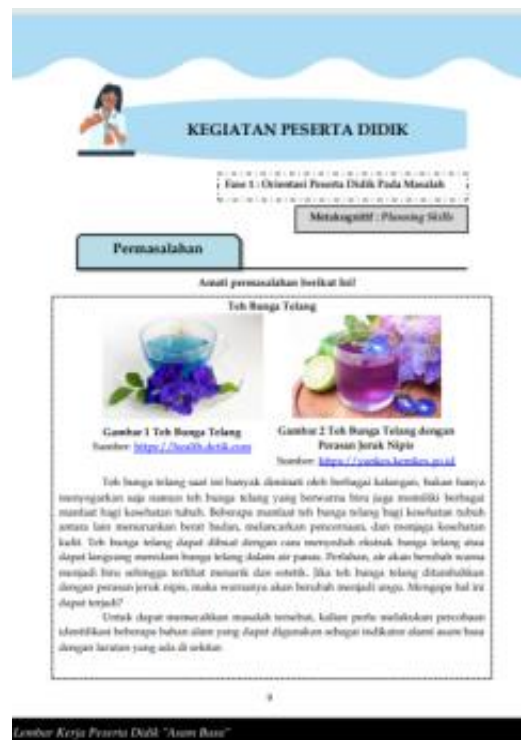 KEGIATAN PESERTA DIDIK
Fase 1 : Orientasi Peserta Didik Pada Masalah
Metakognitif : Planning Skills
Permasalahan
Amati permasalahan berikut Ini!
Teh Bunga Telang
Gambar 1 Teh Bunga Telang
Sumber: https://health.detik.com
Gambar 2 Teh Bunga Telang dengan
Perasan Jeruk Nipis
Sumber: https://yankes.kemkes.go.id
Teh bunga telang saat ini banyak diminati oleh berbagai kalangan, bukan hanya
menyegarkan saja namun teh bunga telang yang berwarna biru juga memiliki berbagai
manfaat bagi kesehatan tubuh. Beberapa manfaat teh bunga telang bagi kesehatan tubuh
antara lain menurunkan berat badan, melancarkan pencernaan, dan menjaga kesehatan
kulit. Teh bunga telang dapat dibuat dengan cara menyeduh ekstrak bunga telang atau
dapat langsung merendam bunga telang dalam air panas. Perlahan, air akan berubah warna
menjadi biru sehingga terlihat menarik dan estetik. Jika teh bunga telang ditambahkan
dengan perasan jeruk nipis, maka warnanya akan berubah menjadi ungu. Mengapa hal ini
dapat terjadi?
Untuk dapat memecahkan masalah tersebut, kalian perlu melakukan percobaan
identifikasi beberapa bahan alam yang dapat digunakan sebagai indikator alami asam basa
dengan larutan yang ada di sekitar.
Lembar Kerja Peserta Didik "Asam Basa"